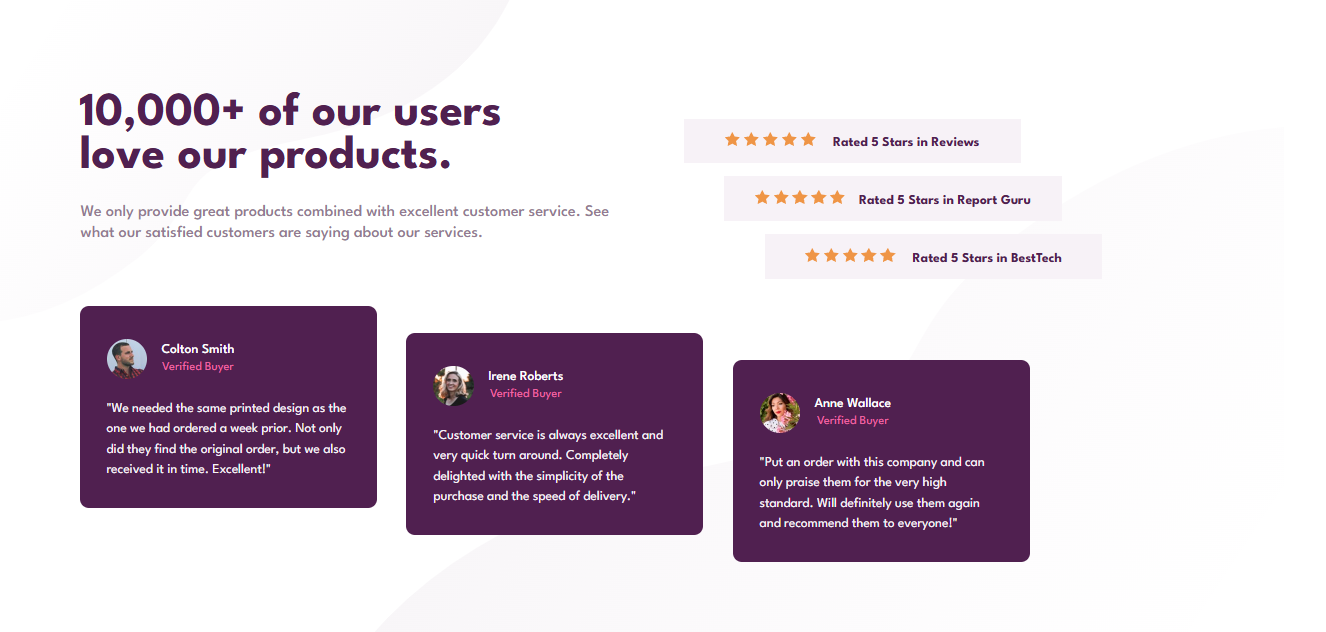 10,000+ of our users
love our products.
We only provide great products combined with excellent customer service. See
what our satisfied customers are saying about our services.
Rated 5 Stars in Reviews
Rated 5 Stars in Report Guru
Rated 5 Stars in BestTech
Colton Smith
Verified Buyer
"We needed the same printed design as the
one we had ordered a week prior. Not only
did they find the original order, but we also
received it in time. Excellent!"
Irene Roberts
Verified Buyer
"Customer service is always excellent and
very quick turn around. Completely
delighted with the simplicity of the
purchase and the speed of delivery."
Anne Wallace
Verified Buyer
"Put an order with this company and can
only praise them for the very high
standard. Will definitely use them again
and recommend them to everyone!"